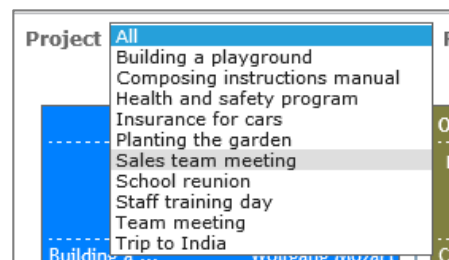 Project
All
Building a playground
Composing instructions manual
Health and safety program
Insurance for cars
Planting the garden
Sales team meeting
School reunion
Staff training day
Team meeting
Trip to India
Building a ...